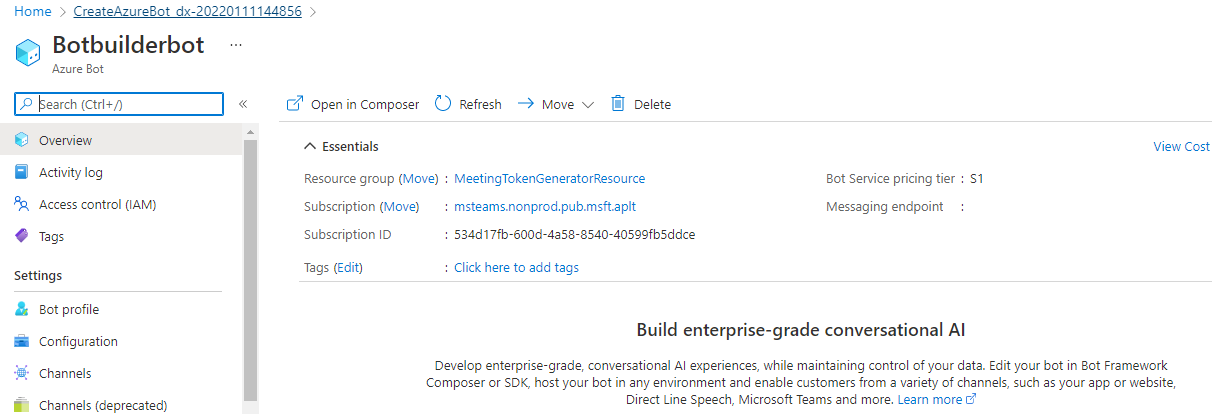 Home > CreateAzureBot_dx-20220111144856 >
Botbuilderbot ...
Azure Bot
Search (Ctrl+/) «
Open in Composer Refresh Move Delete
Overview
Activity log
Access control (IAM)
Tags
Settings
Bot profile
Configuration
Channels
Channels (deprecated)
Essentials View Cost
Resource group (Move) : MeetingTokenGeneratorResource Bot Service pricing tier : S1
Subscription (Move) : msteams.nonprod.pub.msft.aplt Messaging endpoint :
Subscription ID : 534d17fb-600d-4a58-8540-40599fb5ddce
Tags (Edit) : Click here to add tags
Build enterprise-grade conversational AI
Develop enterprise-grade, conversational AI experiences, while maintaining control of your data. Edit your bot in Bot Framework
Composer or SDK, host your bot in any environment and enable customers from a variety of channels, such as your app or website,
Direct Line Speech, Microsoft Teams and more. Learn more